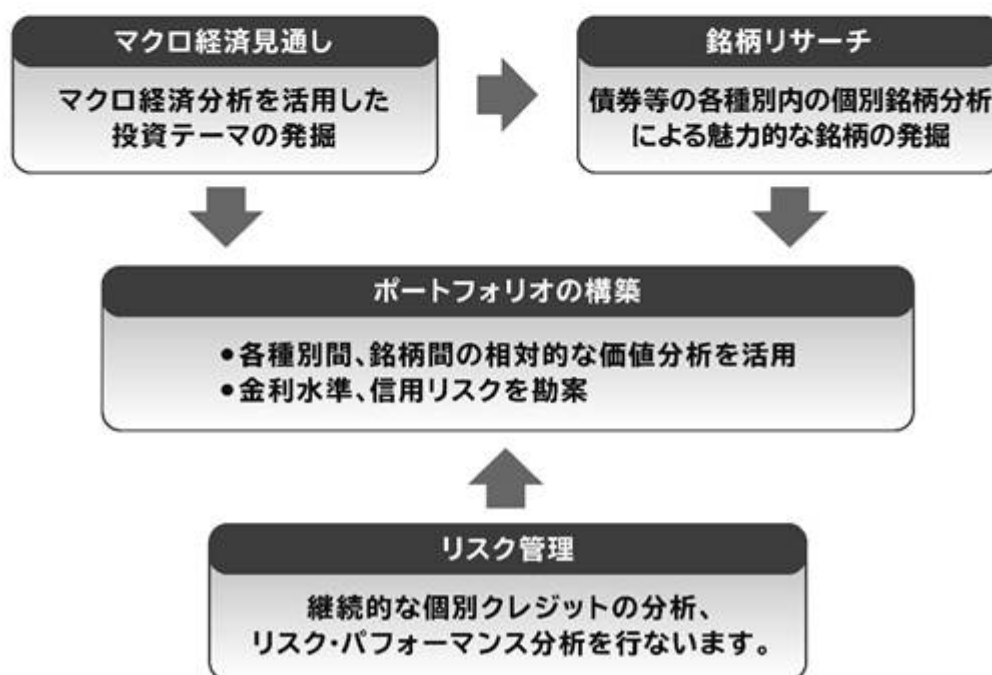 マクロ経済見通し
マクロ経済分析を活用した
投資テーマの発掘
銘柄リサーチ
債券等の各種別内の個別銘柄分析
による魅力的な銘柄の発掘
ポートフォリオの構築
●各種別間、銘柄間の相対的な価値分析を活用
●金利水準、信用リスクを勘案
リスク管理
継続的な個別クレジットの分析、
リスク・パフォーマンス分析を行ないます。